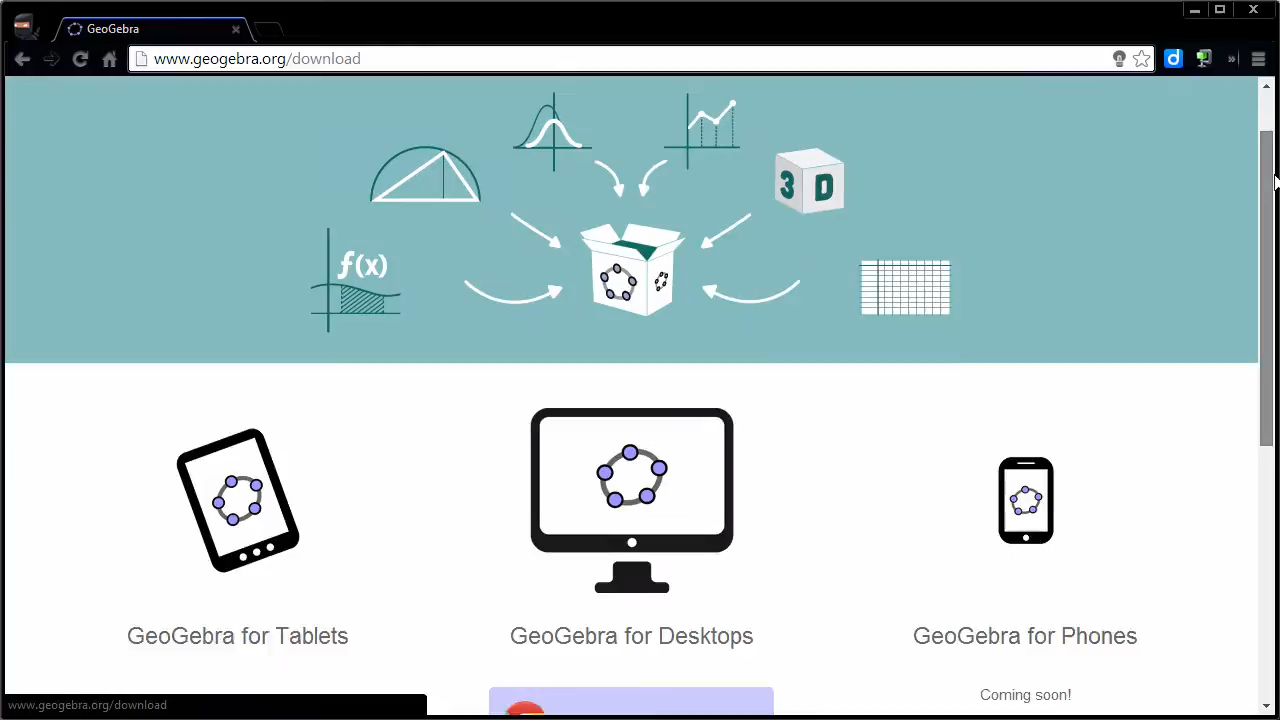 GeoGebra
www.geogebra.org/download
d
f(x)
3 D
GeoGebra for Tablets
GeoGebra for Desktops
GeoGebra for Phones
Coming soon!
www.geogebra.org/download